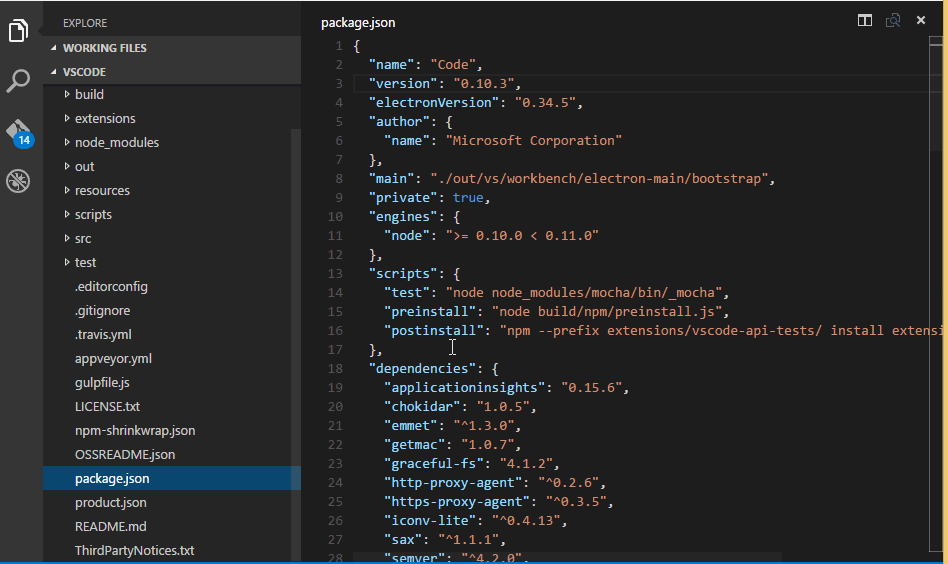 EXPLORE
WORKING FILES
VSCODE
build
extensions
node_modules
out
resources
scripts
src
test
.editorconfig
.gitignore
.travis.yml
appveyor.yml
gulpfile.js
LICENSE.txt
npm-shrinkwrap.json
OSSREADME.json
package.json
product.json
README.md
ThirdPartyNotices.txt
14
package.json
1 {
2 "name": "Code",
3 "version": "0.10.3",
4 "electronVersion": "0.34.5",
5 "author": {
6 "name": "Microsoft Corporation"
7 },
8 "main": "./out/vs/workbench/electron-main/bootstrap",
9 "private": true,
10 "engines": {
11 "node": ">= 0.10.0 < 0.11.0"
12 },
13 "scripts": {
14 "test": "node node_modules/mocha/bin/_mocha",
15 "preinstall": "node build/npm/preinstall.js",
16 "postinstall": "npm --prefix extensions/vscode-api-tests/ install extensi
17 },
18 "dependencies": {
19 "applicationinsights": "0.15.6",
20 "chokidar": "1.0.5",
21 "emmet": "^1.3.0",
22 "getmac": "1.0.7",
23 "graceful-fs": "4.1.2",
24 "http-proxy-agent": "^0.2.6",
25 "https-proxy-agent": "^0.3.5",
26 "iconv-lite": "^0.4.13",
27 "sax": "^1.1.1",
28 "semver": "^4.2.0",